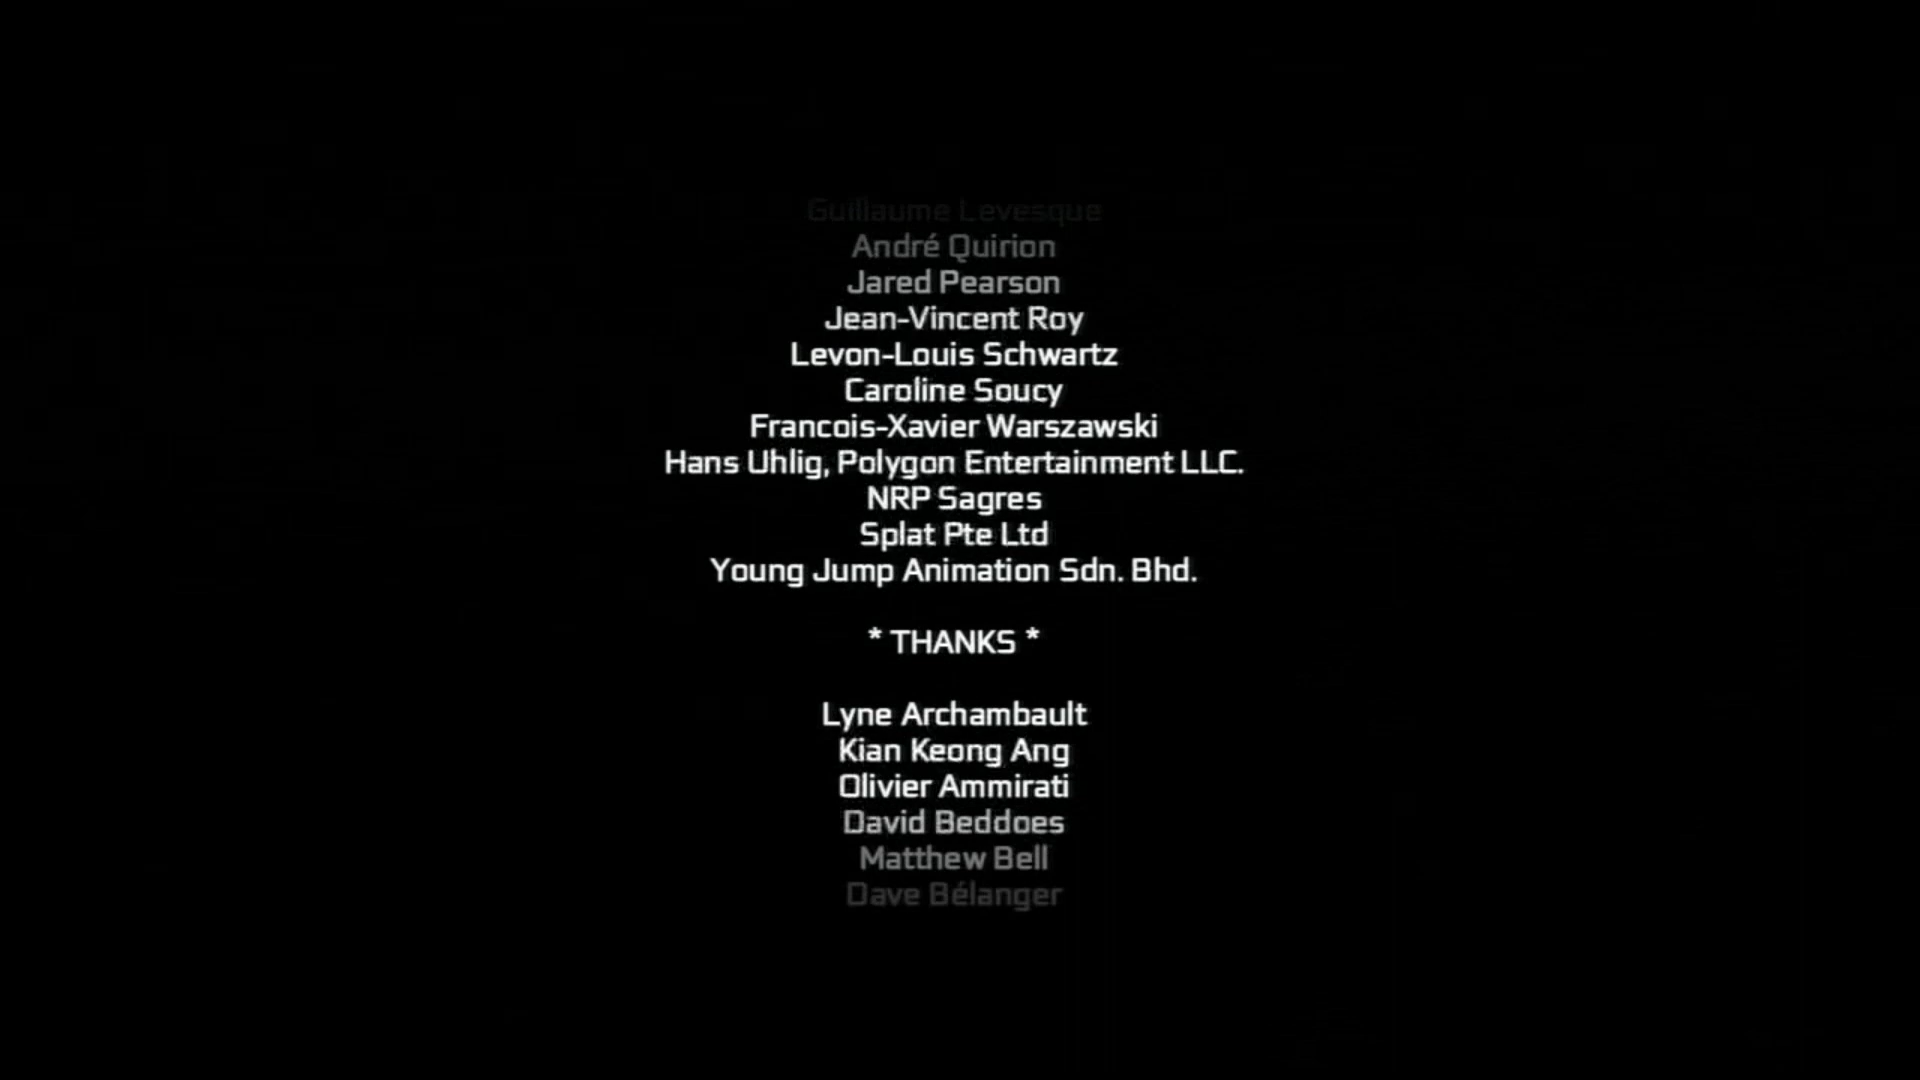 Guillaume Levesque
André Quirion
Jared Pearson
Jean-Vincent Roy
Levon-Louis Schwartz
Caroline Soucy
Francois-Xavier Warszawski
Hans Uhlig, Polygon Entertainment LLC.
NRP Sagres
Splat Pte Ltd
Young Jump Animation Sdn. Bhd.
* THANKS *
Lyne Archambault
Kian Keong Ang
Olivier Ammirati
David Beddoes
Matthew Bell
Dave Bélanger